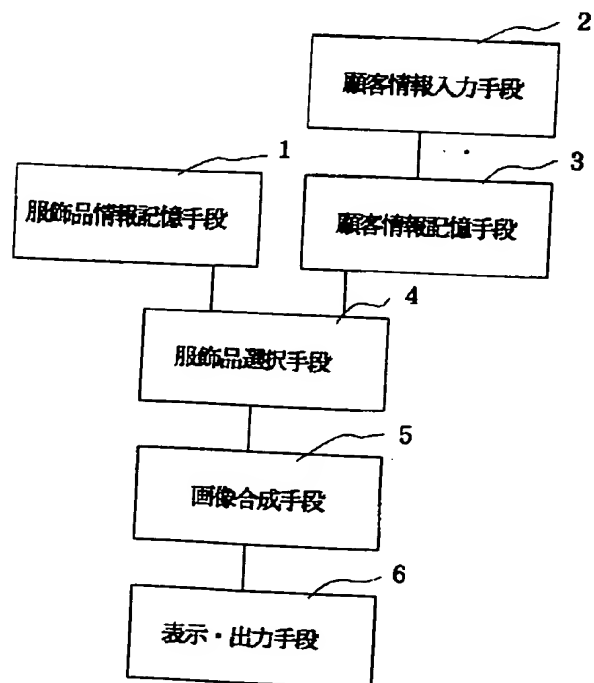 2
顧客情報入力手段
1
3
服飾品情報記憶手段
顧客情報記憶手段
4
服飾品選択手段
5
画像合成手段
6
表示・出力手段